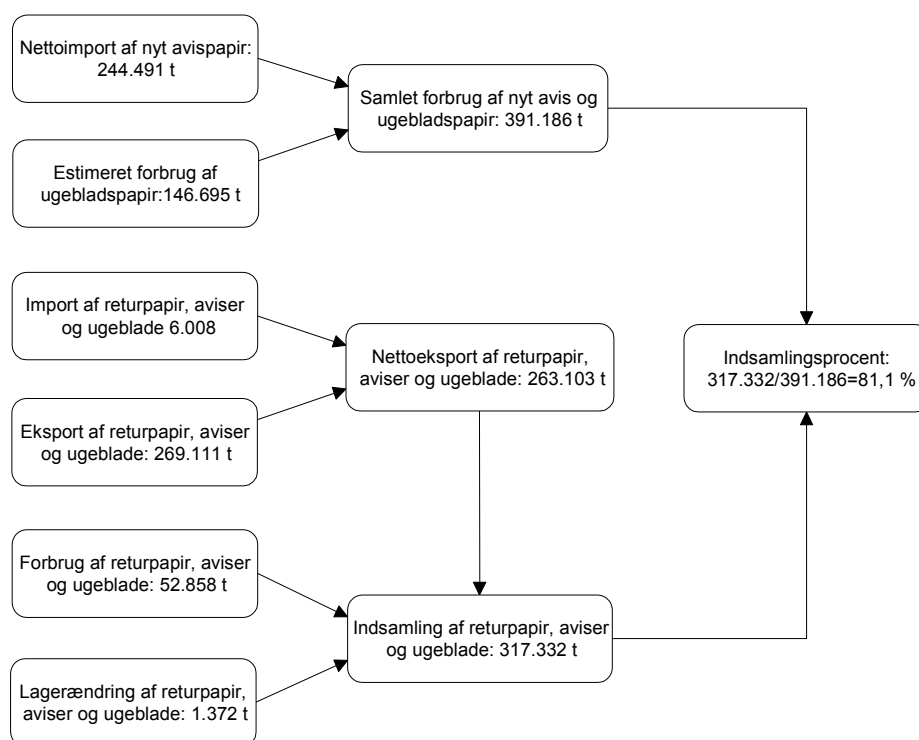 Nettoimport af nyt avispapir:
244.491 t
Estimeret forbrug af
ugebladspapir:146.695 t
Samlet forbrug af nyt avis og
ugebladspapir: 391.186 t
Import af returpapir, aviser
og ugeblade 6.008
Eksport af returpapir, aviser
og ugeblade: 269.111 t
Nettoeksport af returpapir,
aviser og ugeblade: 263.103 t
Indsamlingsprocent:
317.332/391.186=81,1 %
Forbrug af returpapir, aviser
og ugeblade: 52.858 t
Lagerændring af returpapir,
aviser og ugeblade: 1.372 t
Indsamling af returpapir, aviser
og ugeblade: 317.332 t